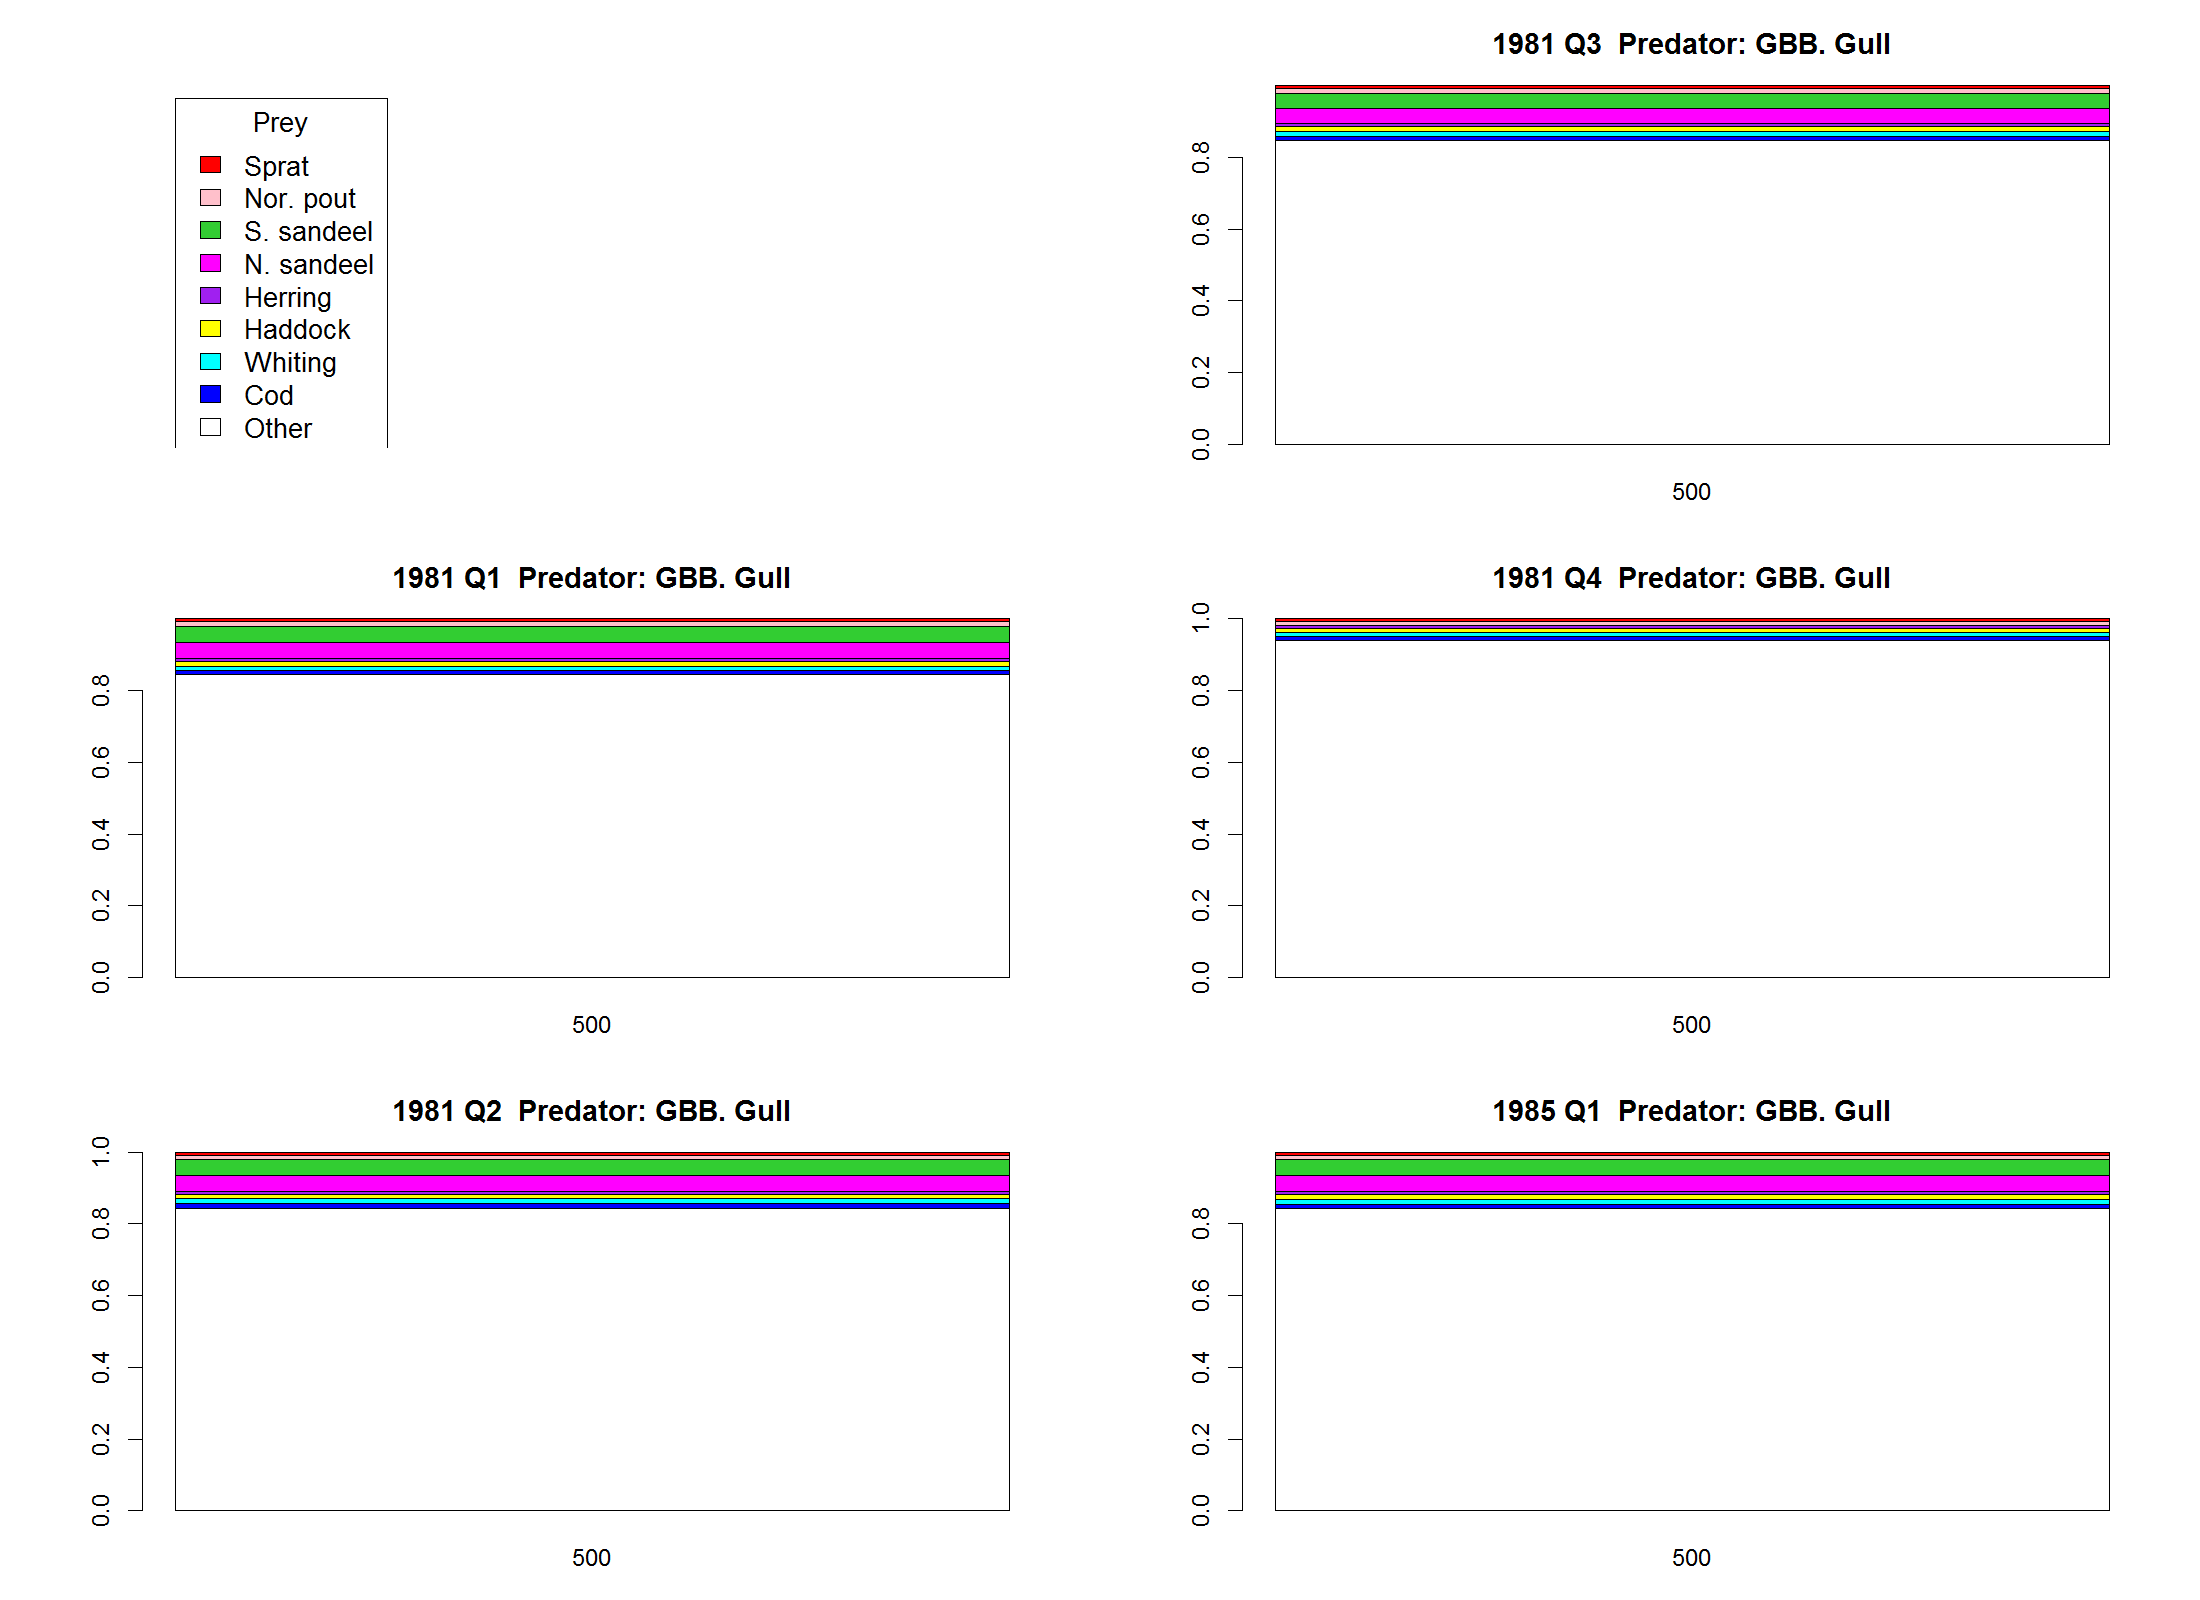 Prey
Sprat
Nor. pout
S. sandeel
N. sandeel
Herring
Haddock
Whiting
Cod
Other
1981 Q3  Predator: GBB. Gull
0.8
0.6
0.4
0.2
0.0
500
1981 Q1  Predator: GBB. Gull
0.8
0.6
0.4
0.2
0.0
500
1981 Q4  Predator: GBB. Gull
1.0
0.8
0.6
0.4
0.2
0.0
500
1981 Q2  Predator: GBB. Gull
1.0
0.8
0.6
0.4
0.2
0.0
500
1985 Q1  Predator: GBB. Gull
0.8
0.6
0.4
0.2
0.0
500